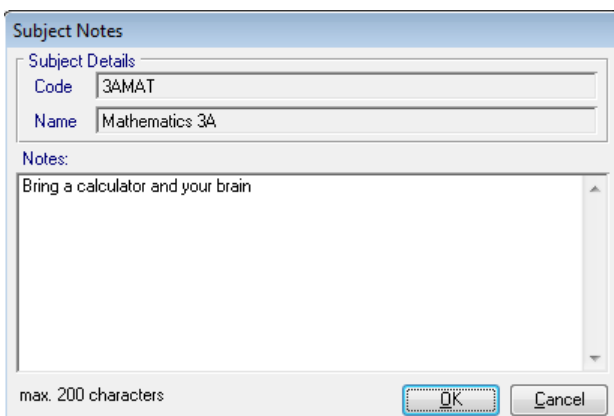 Subject Notes
Subject Details
Code 3AMAT
Name Mathematics 3A
Notes:
Bring a calculator and your brain
max. 200 characters OK Cancel